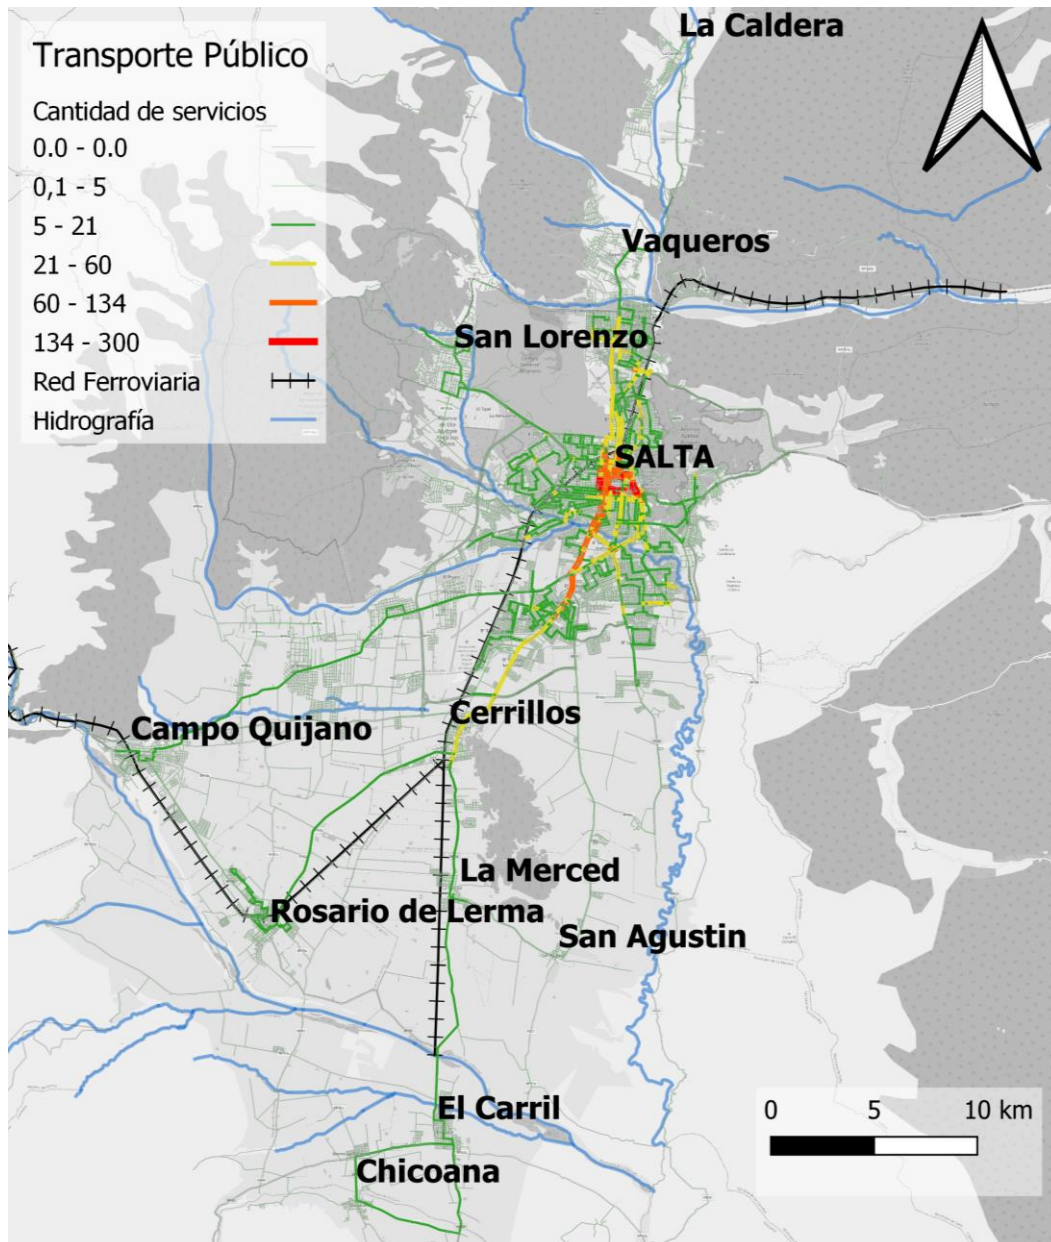 La Caldera
Transporte Público
Cantidad de servicios
0.0 - 0.0
0,1 - 5
5 - 21
21 - 60
60 - 134
134 - 300
Red Ferroviaria
Hidrografía
Vaqueros
San Lorenzo
SALTA
Campo Quijano
Cerrillos
La Merced
Rosario de Lerma
San Agustin
El Carril
Chicoana
0 5 10 km